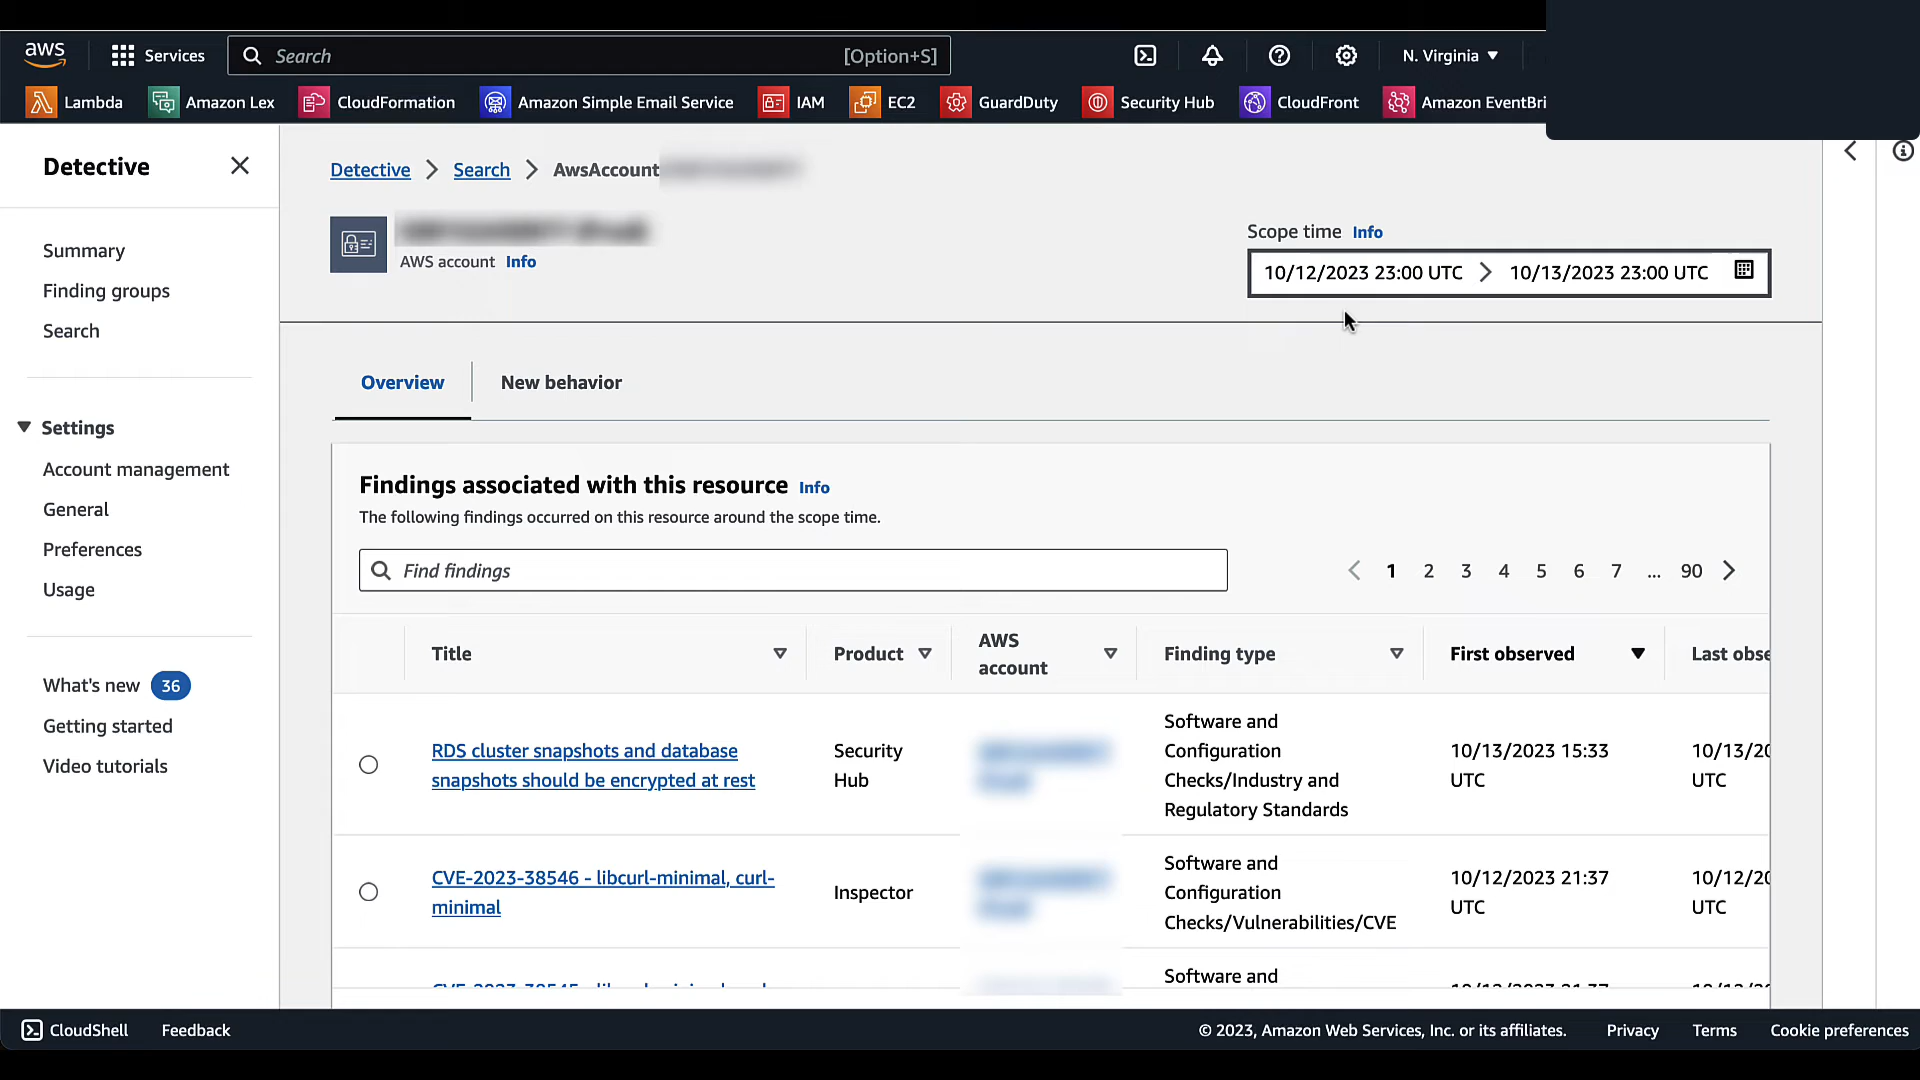 aws
Services
Search
[Option+S]
N. Virginia
Lambda
Amazon Lex
CloudFormation
Amazon Simple Email Service
IAM
EC2
GuardDuty
Security Hub
CloudFront
Amazon EventBri
Detective
Summary
Finding groups
Search
Settings
Account management
General
Preferences
Usage
What's new 36
Getting started
Video tutorials
Detective
Search
AwsAccount
AWS account Info
Scope time Info
10/12/2023 23:00 UTC
10/13/2023 23:00 UTC
Overview
New behavior
Findings associated with this resource Info
The following findings occurred on this resource around the scope time.
Find findings
1 2 3 4 5 6 7 ... 90
Title
Product
AWS
account
Finding type
First observed
Last obse
RDS cluster snapshots and database
snapshots should be encrypted at rest
Security
Hub
Software and
Configuration
Checks/Industry and
Regulatory Standards
10/13/2023 15:33
UTC
10/13/20
UTC
CVE-2023-38546 - libcurl-minimal, curl-
minimal
Inspector
Software and
Configuration
Checks/Vulnerabilities/CVE
10/12/2023 21:37
UTC
10/12/20
UTC
Software and
CloudShell
Feedback
© 2023, Amazon Web Services, Inc. or its affiliates.
Privacy
Terms
Cookie preferences